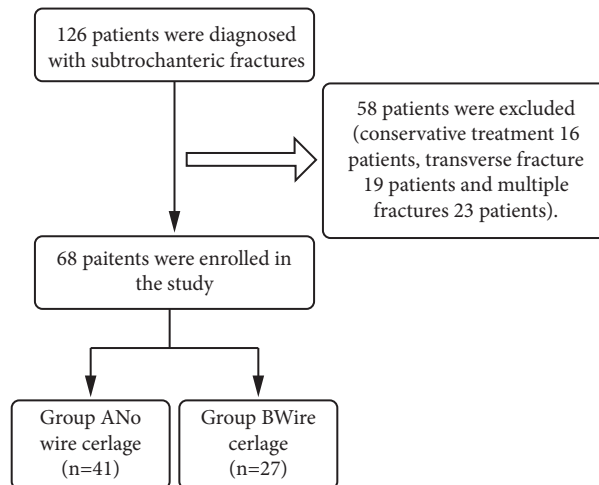 126 patients were diagnosed
with subtrochanteric fractures
58 patients were excluded
(conservative treatment 16
patients, transverse fracture
19 patients and multiple
fractures 23 patients).
68 paitents were enrolled in
the study
Group ANo
wire cerlage
(n=41)
Group BWire
cerlage
(n=27)